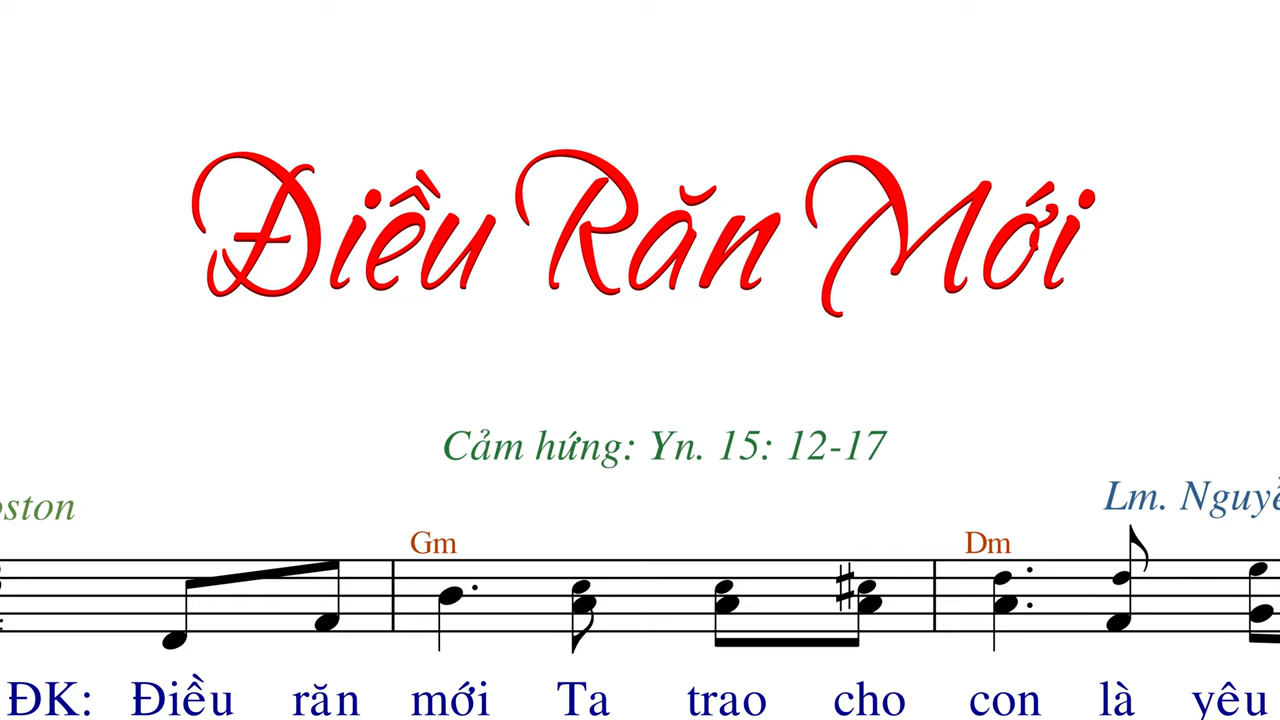 Điều Răn Mới
Cảm hứng: Yn. 15: 12-17
Lm.
Gm Dm
ĐK: Điều răn mới Ta trao cho con là yêu